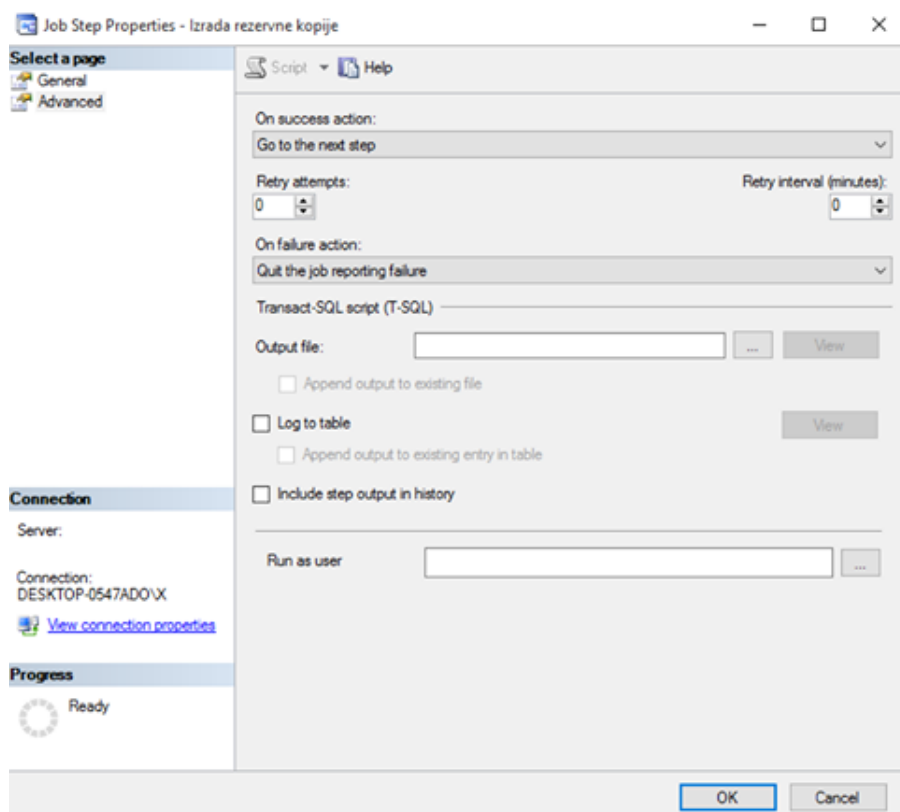 Job Step Properties - Izrada rezervne kopije
Select a page
General
Advanced
Script Help
On success action:
Go to the next step
Retry attempts: Retry interval (minutes):
0 0
On failure action:
Quit the job reporting failure
Transact-SQL script (T-SQL)
Output file: ... View
Append output to existing file
Log to table View
Append output to existing entry in table
Include step output in history
Run as user ...
Connection
Server:
Connection:
DESKTOP-0547ADO\X
View connection properties
Progress
Ready
OK Cancel